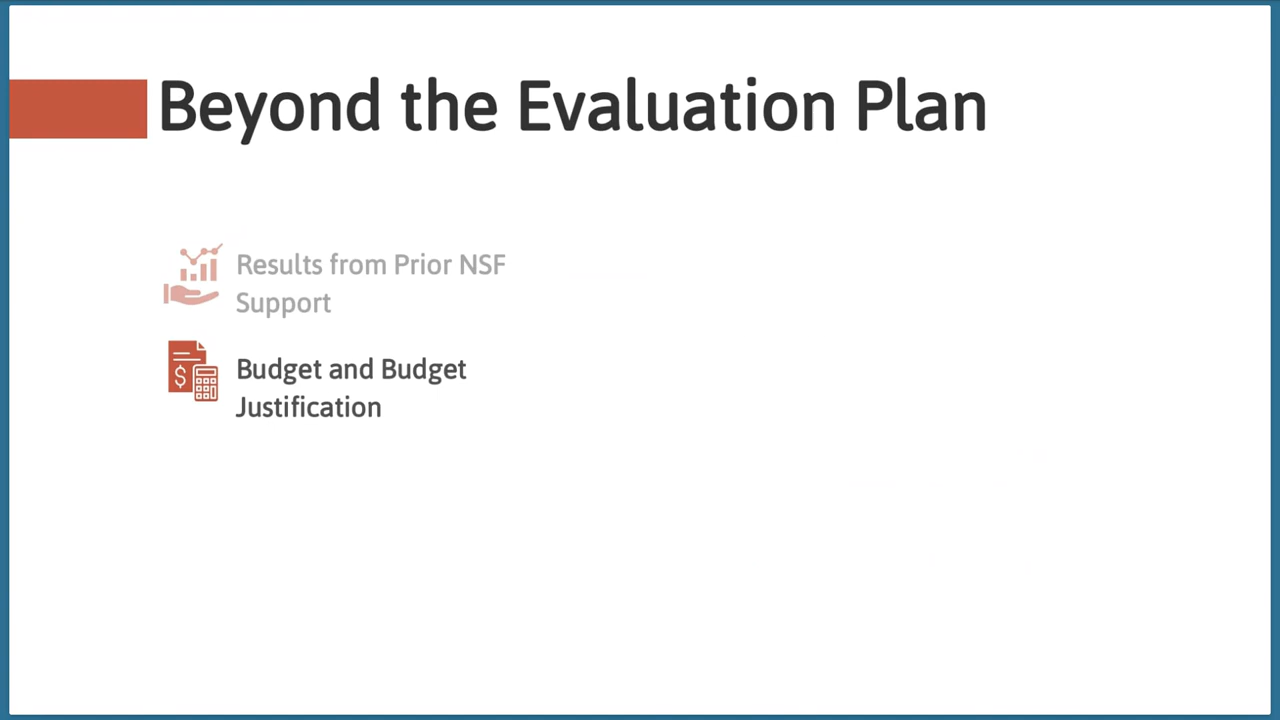 Beyond the Evaluation Plan
Results from Prior NSF
Support
$
Budget and Budget
Justification